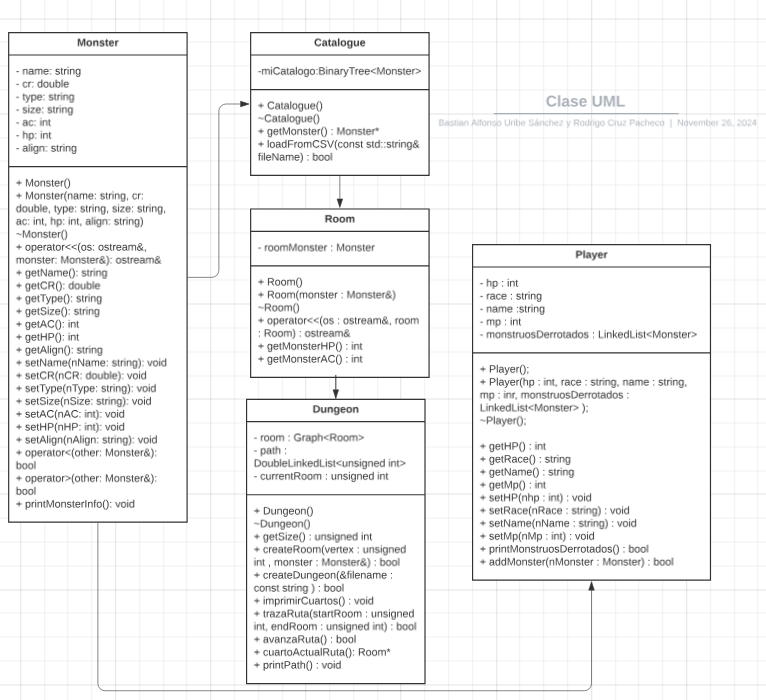 Monster
- name: string
- cr: double
- type: string
- size: string
- ac: int
- hp: int
- align: string
+ Monster()
+ Monster(name: string, cr:
double, type: string, size: string,
ac: int, hp: int, align: string)
~Monster()
+ operator<<(os: ostream&,
monster: Monster&): ostream&
+ getName(): string
+ getCR(): double
+ getType(): string
+ getSize(): string
+ getAC(): int
+ getHP(): int
+ getAlign(): string
+ setName(nName: string): void
+ setCR(nCR: double): void
+ setType(nType: string): void
+ setSize(nSize: string): void
+ setAC(nAC: int): void
+ setHP(nHP: int): void
+ setAlign(nAlign: string): void
+ operator<(other: Monster&):
bool
+ operator>(other: Monster&):
bool
+ printMonsterInfo(): void
Catalogue
-miCatalogo:BinaryTree<Monster>
+ Catalogue()
~Catalogue()
+ getMonster() : Monster*
+ loadFromCSV(const std::string&
fileName) : bool
Clase UML
Bastian Alfonso Uribe Sánchez y Rodrigo Cruz Pacheco | November 26, 2024
Room
- roomMonster : Monster
+ Room()
+ Room(monster : Monster&)
~Room()
+ operator<<(os : ostream&, room
: Room) : ostream&
+ getMonsterHP() : int
+ getMonsterAC() : int
Dungeon
- room : Graph<Room>
- path :
DoubleLinkedList<unsigned int>
- currentRoom : unsigned int
+ Dungeon()
~Dungeon()
+ getSize() : unsigned int
+ createRoom(vertex : unsigned
int , monster : Monster&) : bool
+ createDungeon(&filename :
const string ) : bool
+ imprimirCuartos() : void
+ trazaRuta(startRoom : unsigned
int, endRoom : unsigned int) : bool
+ avanzaRuta() : bool
+ cuartoActualRuta(): Room*
+ printPath() : void
Player
- hp : int
- race : string
- name :string
- mp : int
- monstruosDerrotados : LinkedList<Monster>
+ Player();
+ Player(hp : int, race : string, name : string,
mp : inr, monstruosDerrotados :
LinkedList<Monster> );
~Player();
+ getHP() : int
+ getRace() : string
+ getName() : string
+ getMp() : int
+ setHP(nhp : int) : void
+ setRace(nRace : string) : void
+ setName(nName : string) : void
+ setMp(nMp : int) : void
+ printMonstruosDerrotados() : bool
+ addMonster(nMonster : Monster) : bool